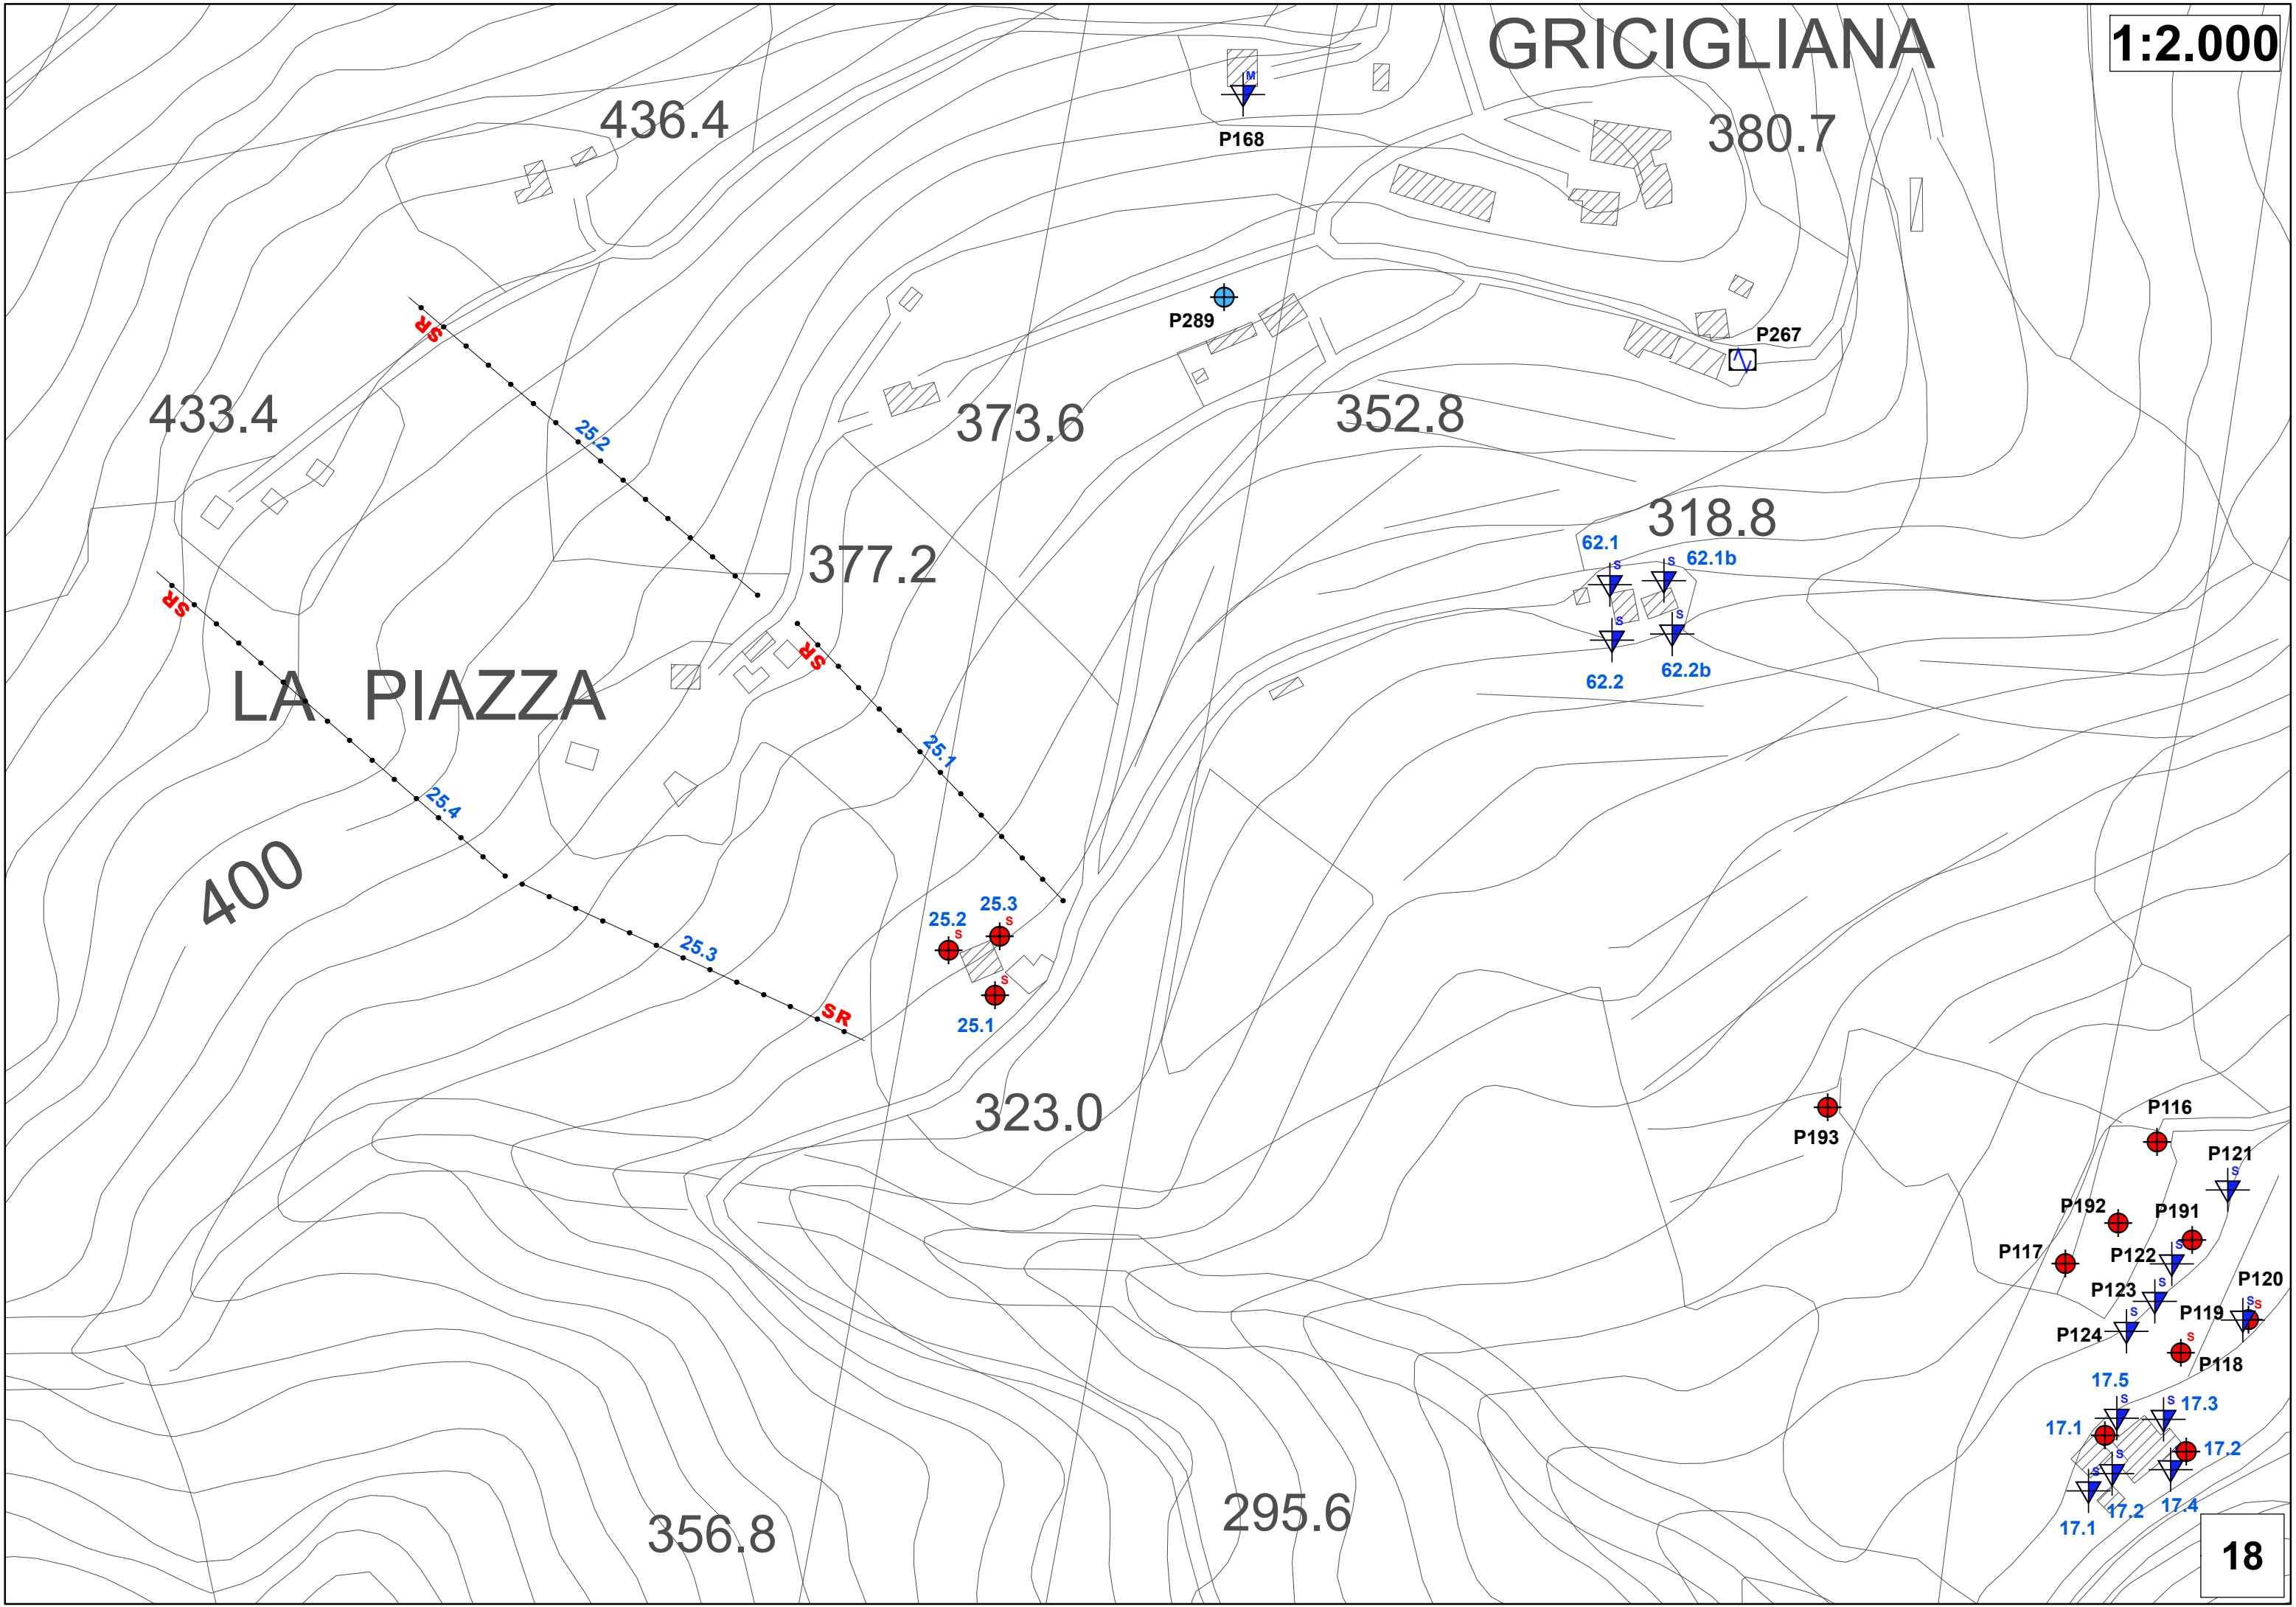 GRICIGLIANA
1:2.000
M
P168
436.4
380.7
P289
P267
SR
433.4
25.2
373.6
352.8
318.8
62.1
S
S
62.1b
377.2
SR
S
S
62.2
62.2b
SR
LA PIAZZA
25.1
25.4
400
25.2
S
25.3
S
25.3
S
25.1
SR
323.0
P193
P116
P121
S
P192
P191
P117
P122
S
P123
S
P120
P119
S
S
S
P124
S
P118
17.5
S
S
17.3
17.1
17.2
S
S
17.2
17.4
17.1
356.8
295.6
18